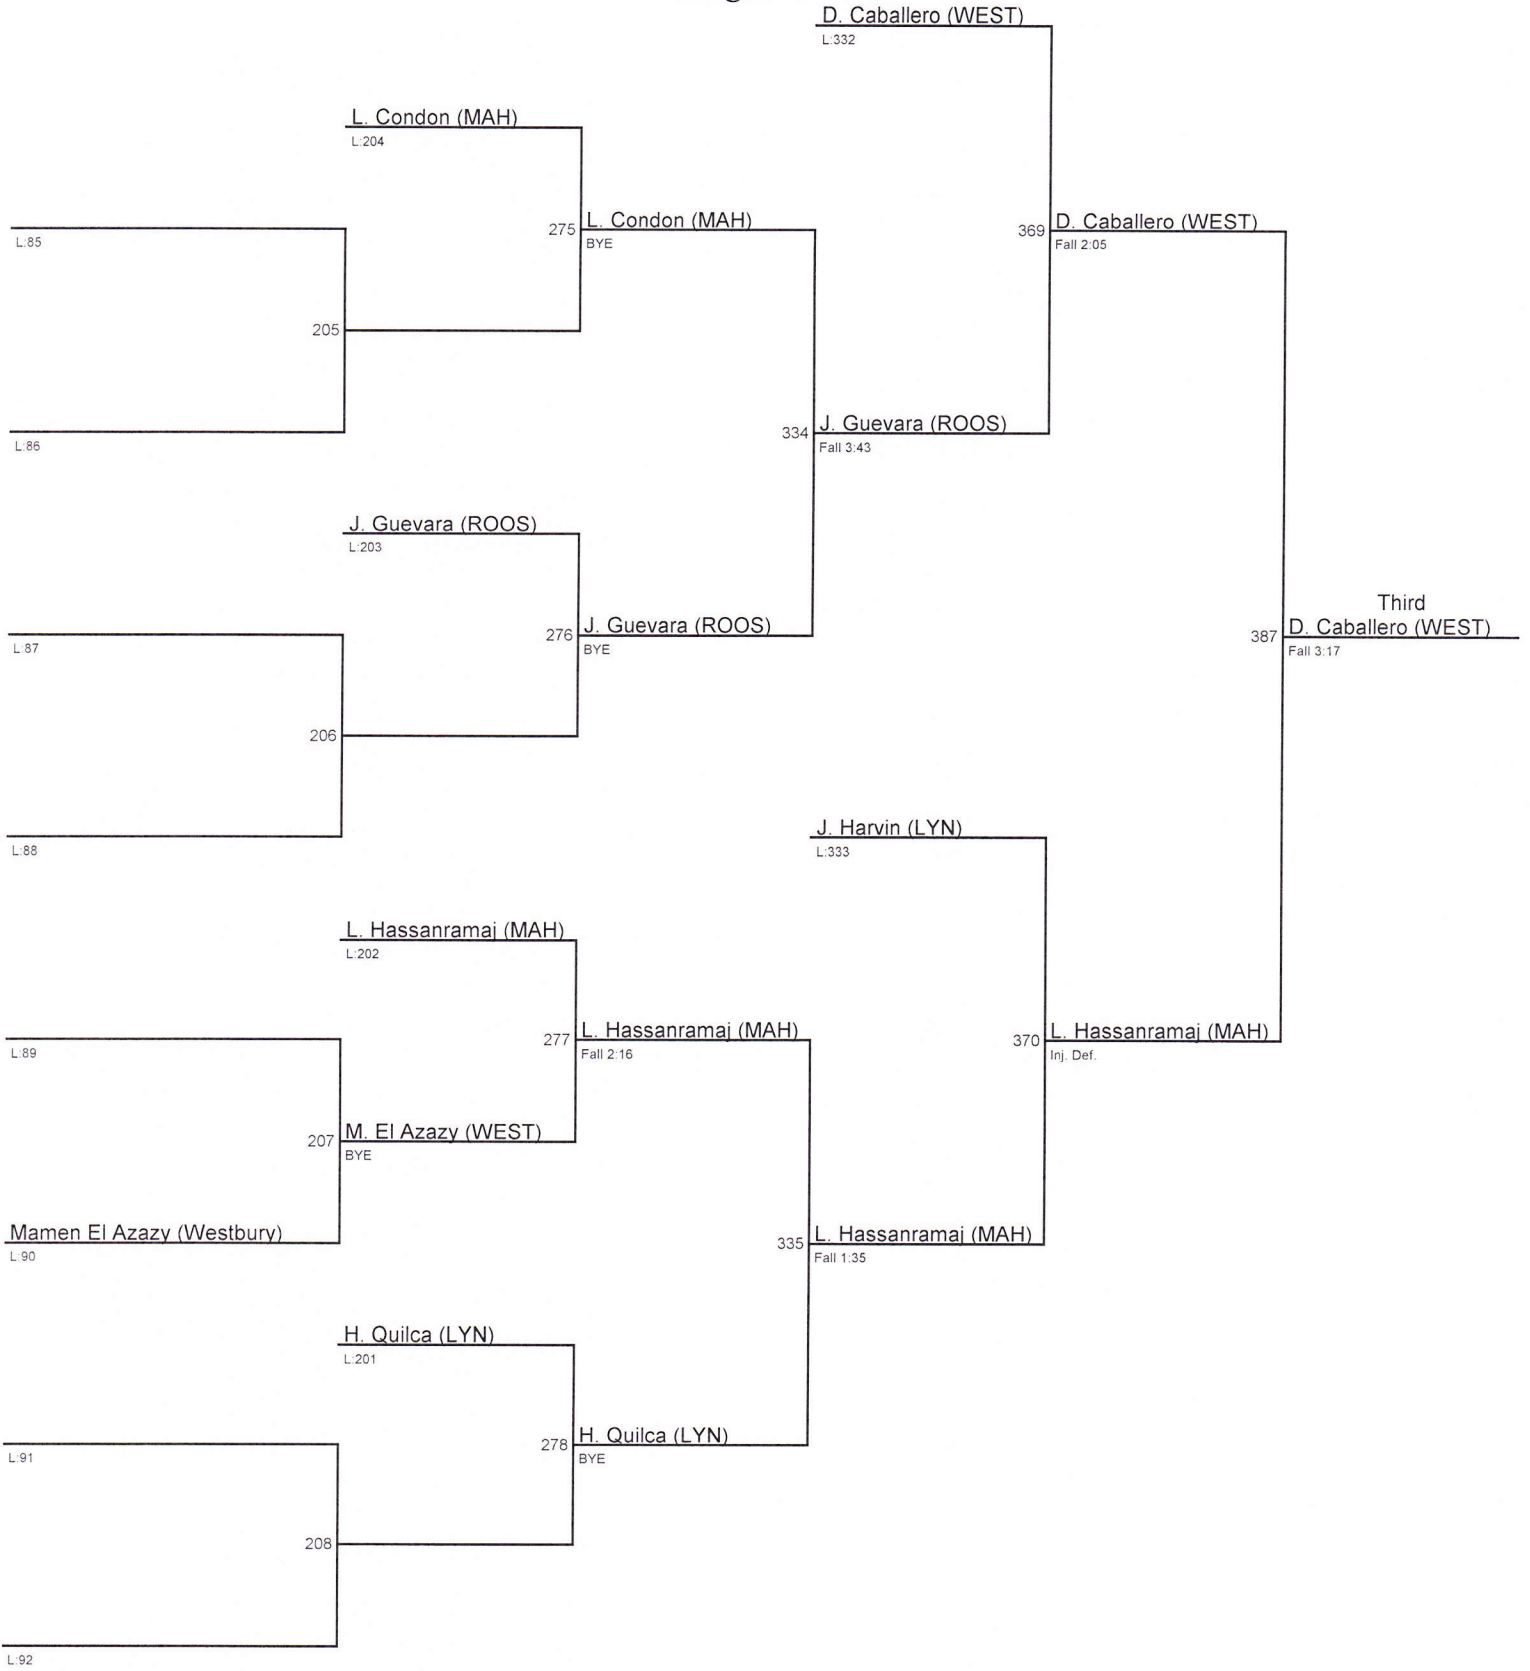 D. Caballero (WEST)
L:332
L. Condon (MAH)
L:204
275
L. Condon (MAH)
BYE
L:85
369
D. Caballero (WEST)
Fall 2:05
205
L:86
334
J. Guevara (ROOS)
Fall 3:43
J. Guevara (ROOS)
L:203
L:87
276
J. Guevara (ROOS)
BYE
Third
387
D. Caballero (WEST)
Fall 3:17
206
L:88
J. Harvin (LYN)
L:333
L. Hassanramaj (MAH)
L:202
L:89
277
L. Hassanramaj (MAH)
Fall 2:16
370
L. Hassanramaj (MAH)
Inj. Def.
207
M. El Azazy (WEST)
BYE
Mamen El Azazy (Westbury)
L:90
335
L. Hassanramaj (MAH)
Fall 1:35
H. Quilca (LYN)
L:201
L:91
278
H. Quilca (LYN)
BYE
208
L:92